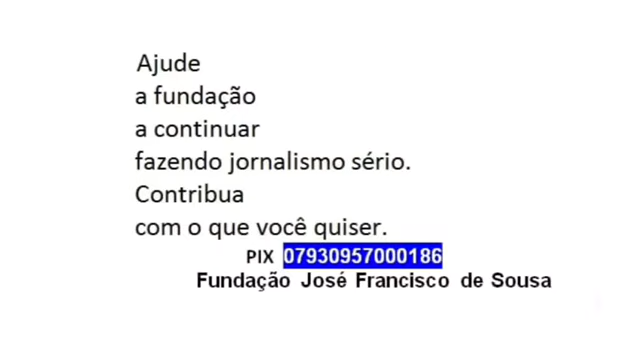 Ajude
a fundação
a continuar
fazendo jornalismo sério.
Contribua
com o que você quiser.
PIX 07930957000186
Fundação José Francisco de Sousa